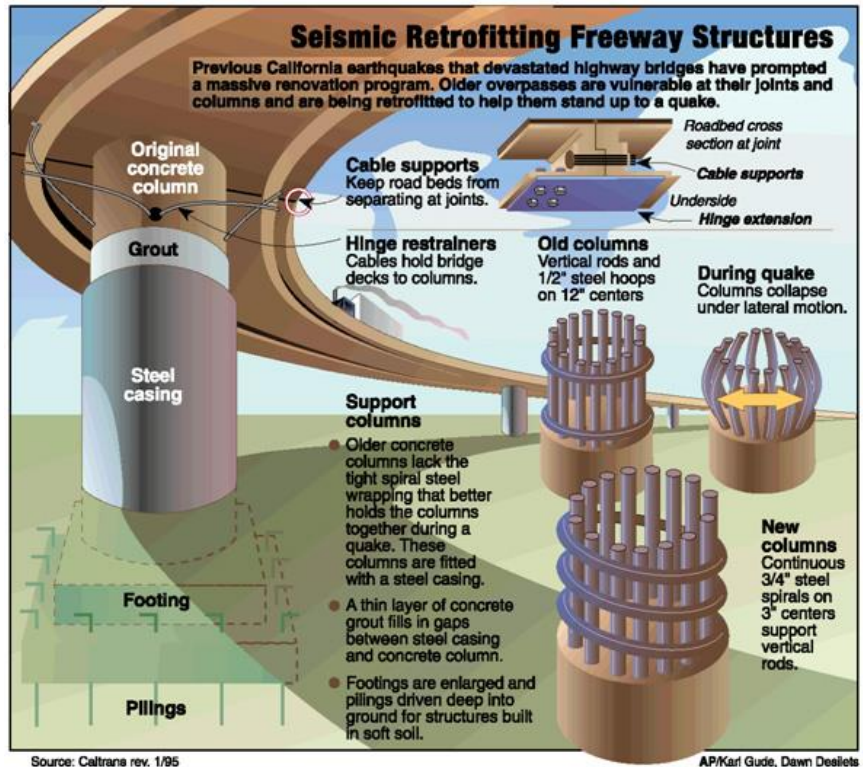 Seismic Retrofitting Freeway Structures
Previous California earthquakes that devastated highway bridges have prompted
a massive renovation program. Older overpasses are vulnerable at their joints and
columns and are being retrofitted to help them stand up to a quake.
Original
concrete
column
Grout
Steel
casing
Footing
Pilings
Cable supports
Keep road beds from
separating at joints.
Hinge restrainers
Cables hold bridge
decks to columns.
Roadbed cross
section at joint
Cable supports
Underside
Hinge extension
Old columns
Vertical rods and
1/2" steel hoops
on 12" centers
During quake
Columns collapse
under lateral motion.
Support
columns
Older concrete
columns lack the
tight spiral steel
wrapping that better
holds the columns
together during a
quake. These
columns are fitted
with a steel casing.
A thin layer of concrete
grout fills in gaps
between steel casing
and concrete column.
Footings are enlarged and
pilings driven deep into
ground for structures built
in soft soil.
New
columns
Continuous
3/4" steel
spirals on
3" centers
support
vertical
rods.
Source: Caltrans rev. 1/95
AP/Karl Gude, Dawn Desilets